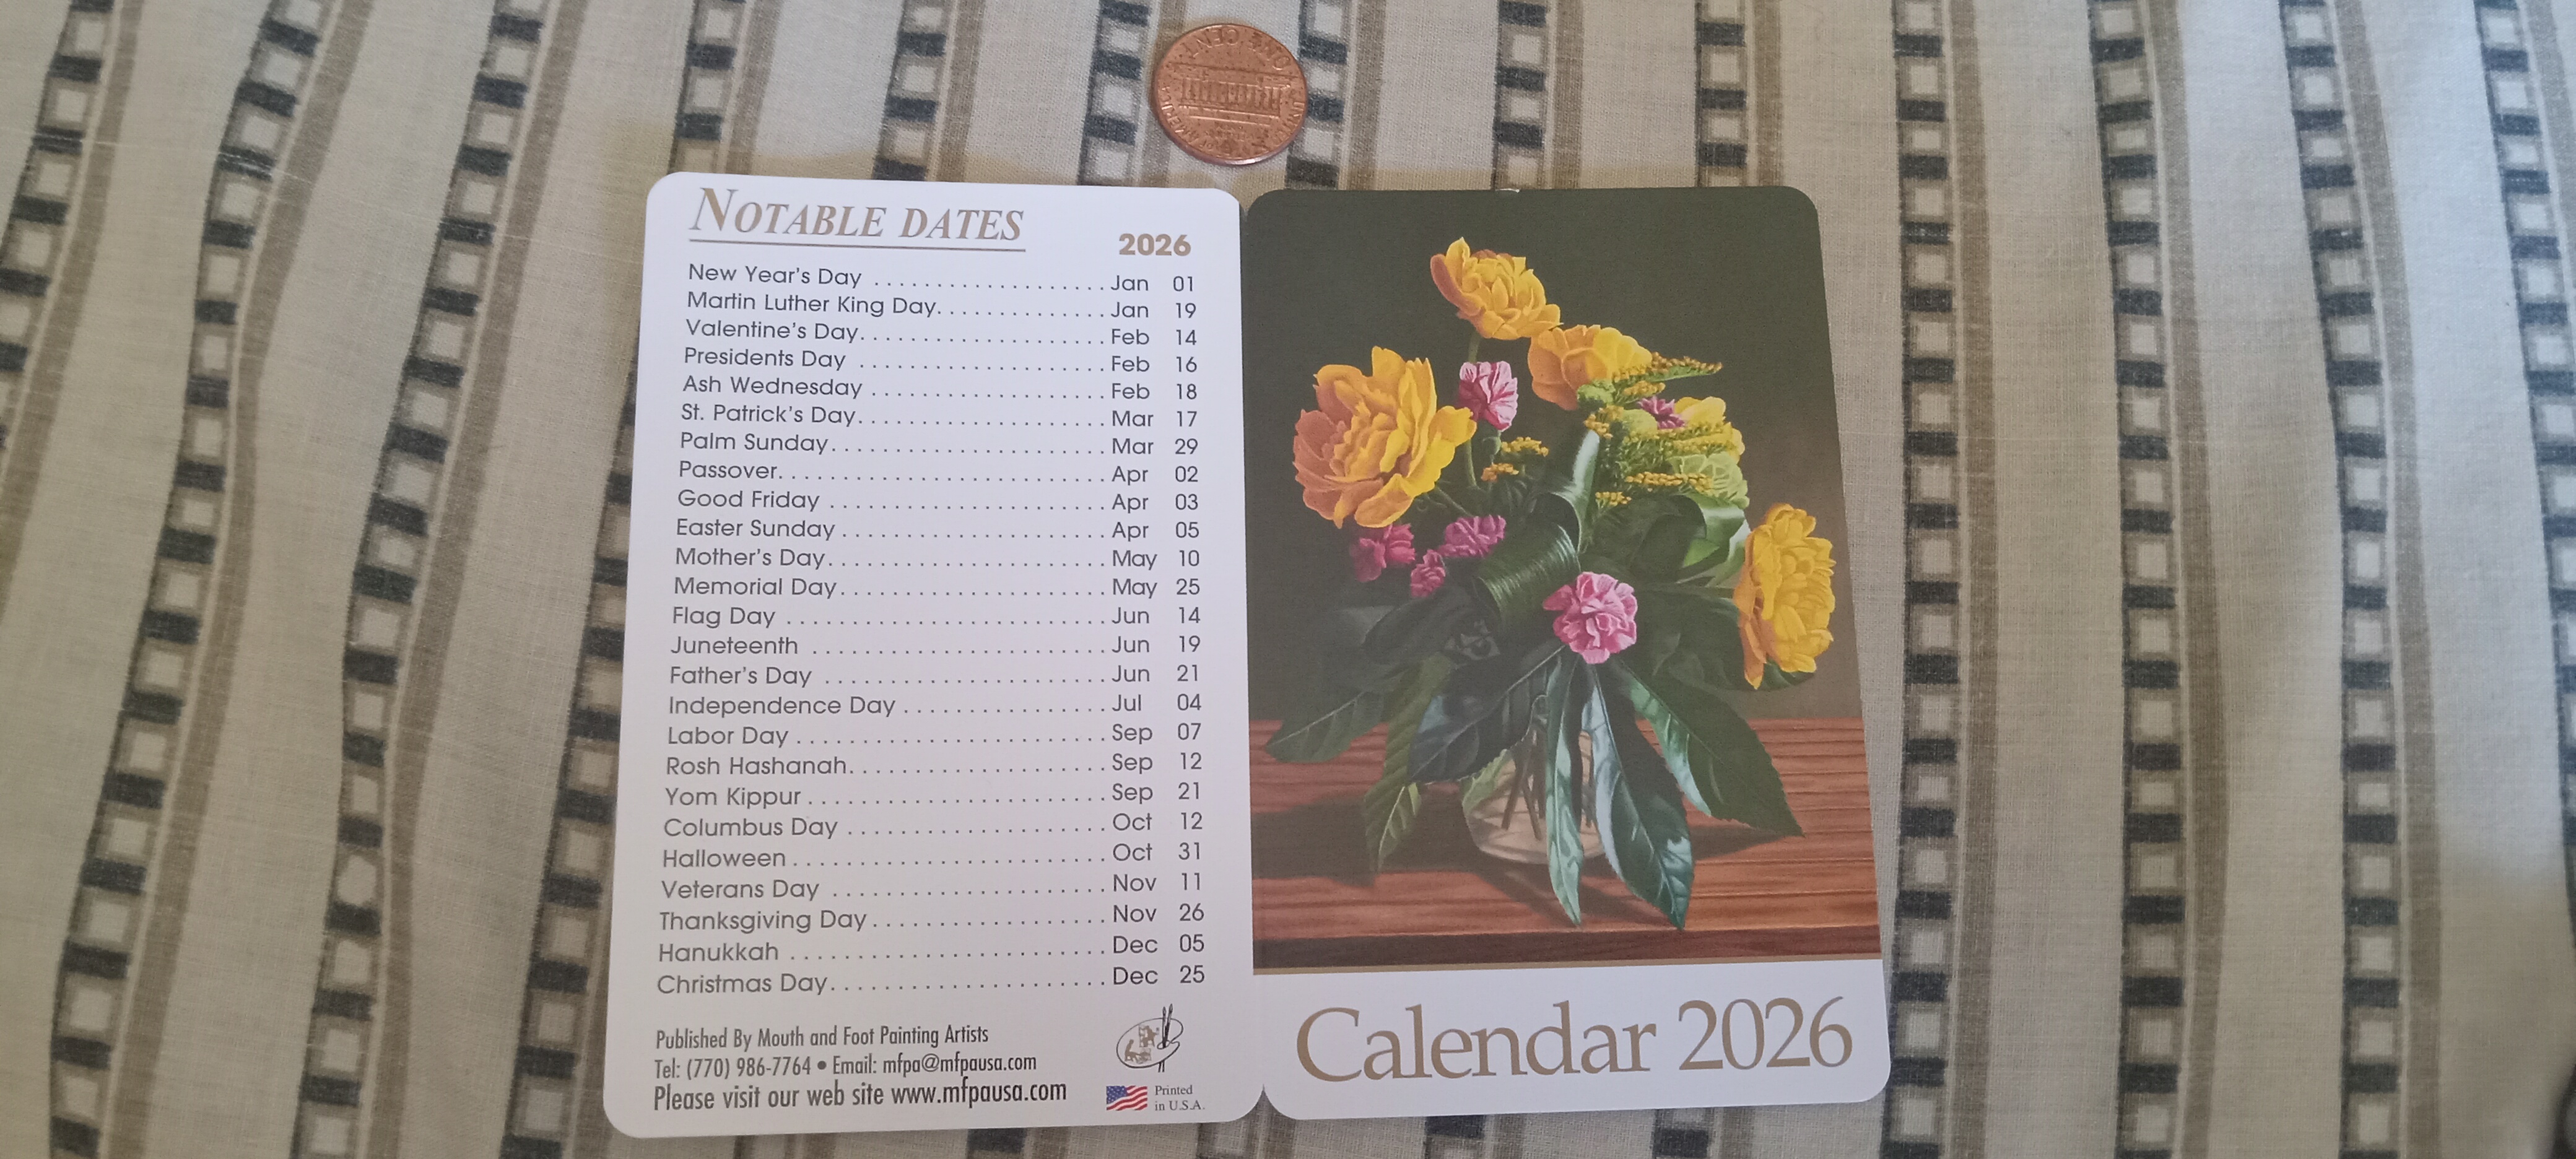 ONE CENT
NOTABLE DATES
2026
New Year's Day .................... Jan 01
Martin Luther King Day............... Jan 19
Valentine's Day..................... Feb 14
Presidents Day ..................... Feb 16
Ash Wednesday .................... Feb 18
St. Patrick's Day..................... Mar 17
Palm Sunday....................... Mar 29
Passover........................... Apr 02
Good Friday ....................... Apr 03
Easter Sunday ...................... Apr 05
Mother's Day....................... May 10
Memorial Day...................... May 25
Flag Day .......................... Jun 14
Juneteenth ........................ Jun 19
Father's Day ....................... Jun 21
Independence Day ................. Jul 04
Labor Day ......................... Sep 07
Rosh Hashanah..................... Sep 12
Yom Kippur ........................ Sep 21
Columbus Day ..................... Oct 12
Halloween ......................... Oct 31
Veterans Day ...................... Nov 11
Thanksgiving Day................... Nov 26
Hanukkah ......................... Dec 05
Christmas Day...................... Dec 25
Published By Mouth and Foot Painting Artists
Tel: (770) 986-7764 • Email: mfpa@mfpausa.com
Please visit our web site www.mfpausa.com
Printed
in U.S.A.
Calendar 2026